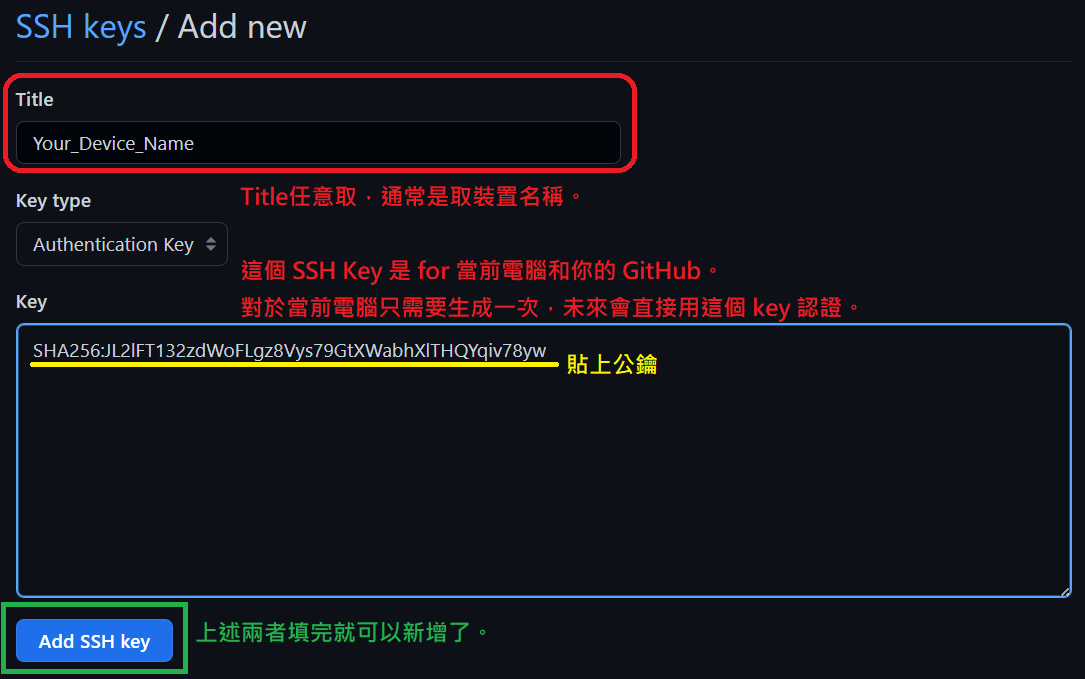 SSH keys / Add new
Title
Your_Device_Name
Key type
Title任意取，通常是取裝置名稱。
Authentication Key
這個 SSH Key 是 for 當前電腦和你的 GitHub。
Key
對於當前電腦只需要生成一次，未來會直接用這個 key 認證。
SHA256:JL2lFT132zdWoFLgz8Vys79GtXWabhXlTHQYqiv78yw
貼上公鑰
Add SSH key
上述兩者填完就可以新增了。